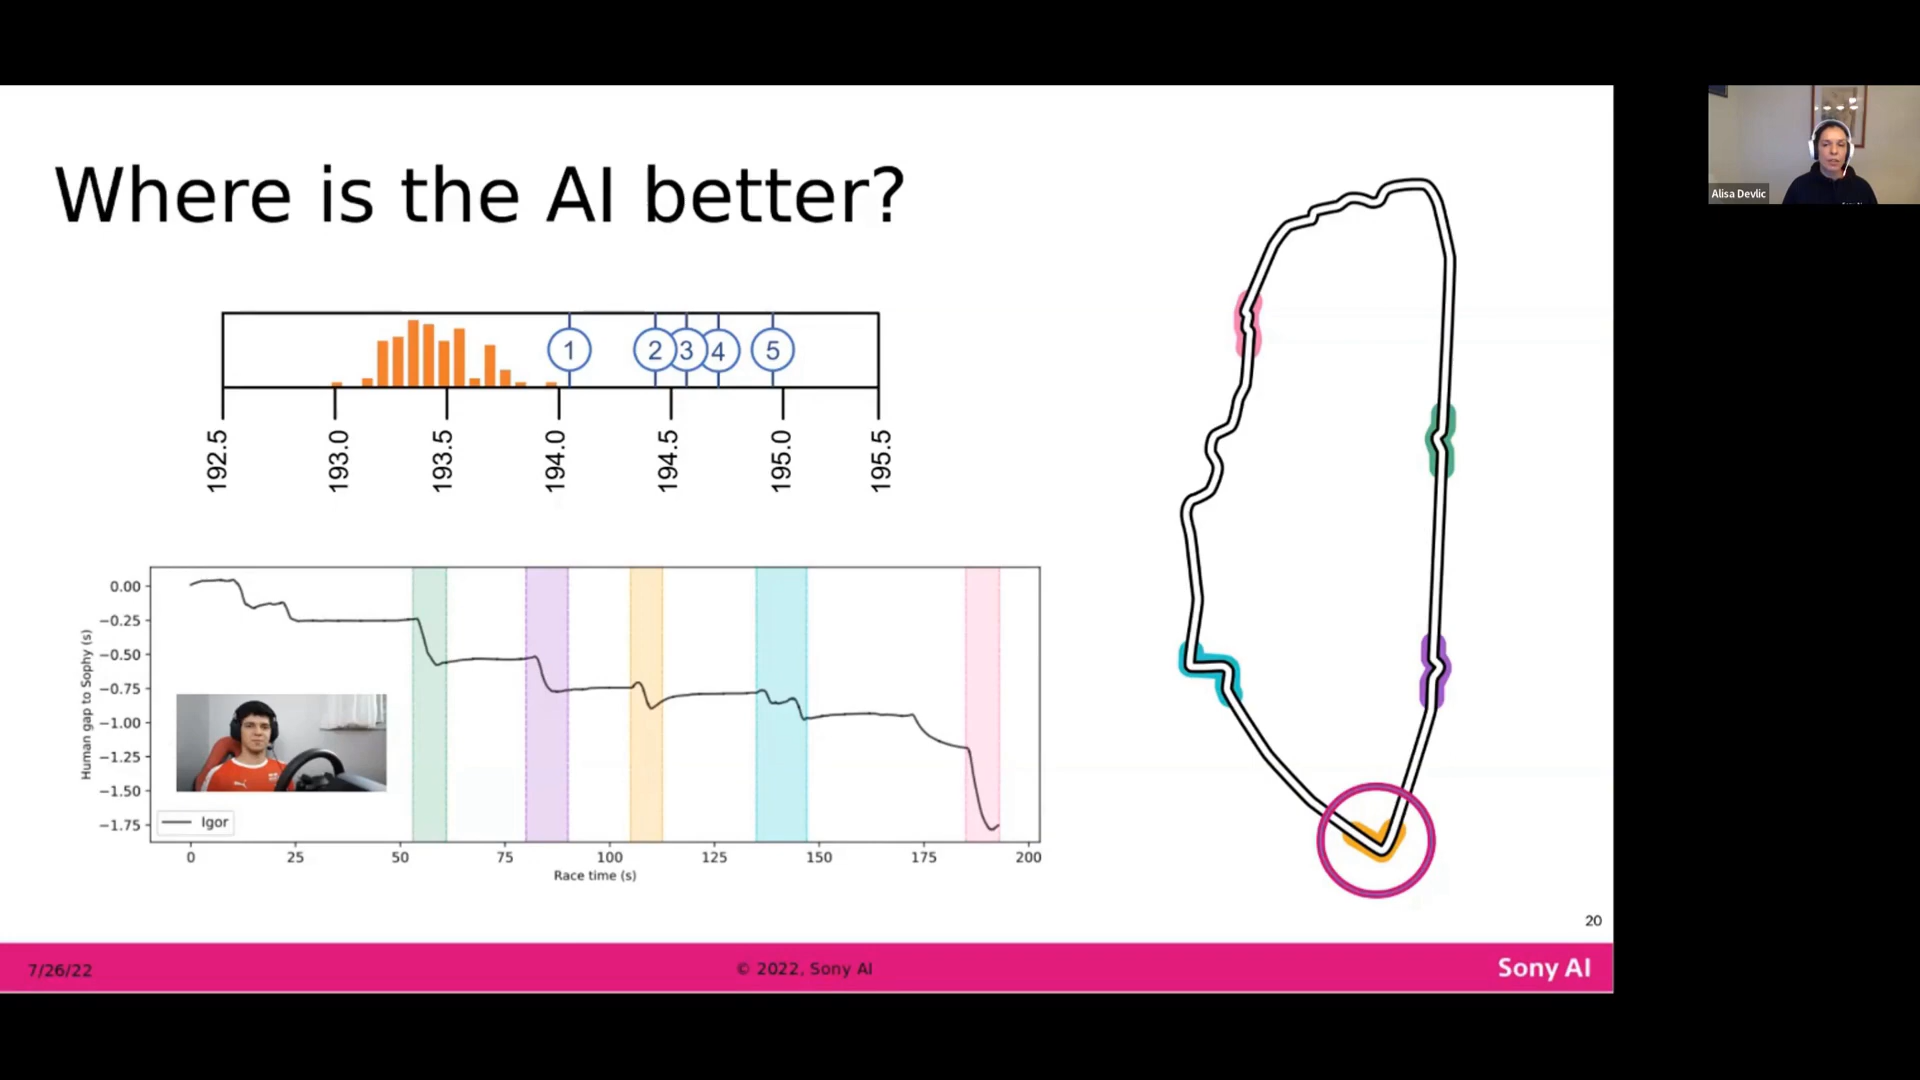 Where is the AI better?
Alisa Devlic
1 2 3 4 5
192.5 193.0 193.5 194.0 194.5 195.0 195.5
Human gap to Sophy (s)
0.00
−0.25
−0.50
−0.75
−1.00
−1.25
−1.50
−1.75
Igor
0 25 50 75 100 125 150 175 200
Race time (s)
20
7/26/22
© 2022, Sony AI
Sony AI